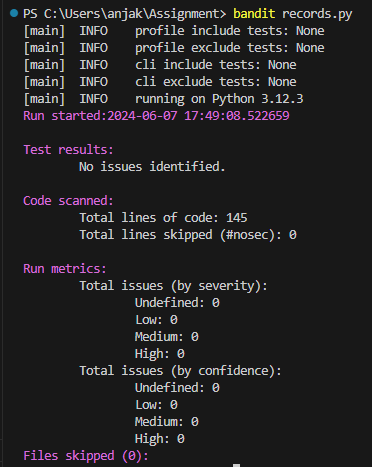 PS C:\Users\anjak\Assignment> bandit records.py
[main]  INFO    profile include tests: None
[main]  INFO    profile exclude tests: None
[main]  INFO    cli include tests: None
[main]  INFO    cli exclude tests: None
[main]  INFO    running on Python 3.12.3
Run started:2024-06-07 17:49:08.522659
Test results:
No issues identified.
Code scanned:
Total lines of code: 145
Total lines skipped (#nosec): 0
Run metrics:
Total issues (by severity):
Undefined: 0
Low: 0
Medium: 0
High: 0
Total issues (by confidence):
Undefined: 0
Low: 0
Medium: 0
High: 0
Files skipped (0):